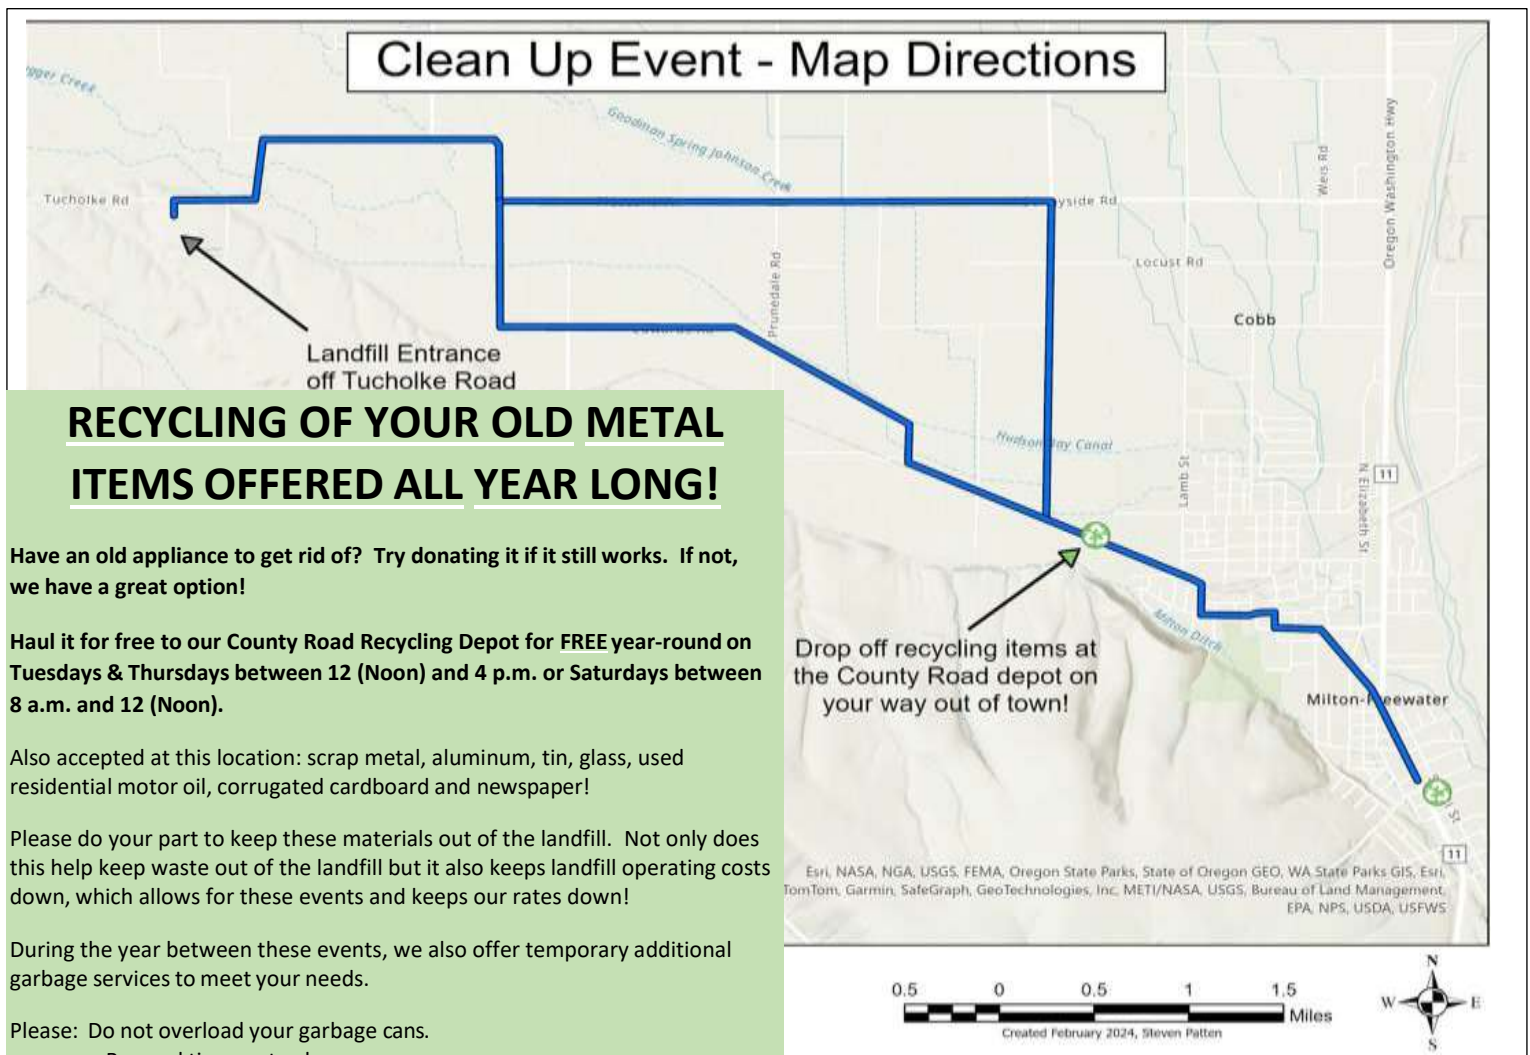 Clean Up Event - Map Directions
Creek
Goodman Spring Johnson Creek
Tucholke Rd
yside Rd
Weis Rd
Oregon Washington Hwy
Locust Rd
Prunedale Rd
Cobb
Landfill Entrance
off Tucholke Road
Hudson Bay Canal
Lamb St
N Elizabeth St
11
Drop off recycling items at
the County Road depot on
your way out of town!
Milton Ditch
Milton-Freewater
St
11
Esri, NASA, NGA, USGS, FEMA, Oregon State Parks, State of Oregon GEO, WA State Parks GIS, Esri,
TomTom, Garmin, SafeGraph, GeoTechnologies, Inc, METI/NASA, USGS, Bureau of Land Management,
EPA, NPS, USDA, USFWS
RECYCLING OF YOUR OLD METAL
ITEMS OFFERED ALL YEAR LONG!
Have an old appliance to get rid of? Try donating it if it still works. If not,
we have a great option!
Haul it for free to our County Road Recycling Depot for FREE year-round on
Tuesdays & Thursdays between 12 (Noon) and 4 p.m. or Saturdays between
8 a.m. and 12 (Noon).
Also accepted at this location: scrap metal, aluminum, tin, glass, used
residential motor oil, corrugated cardboard and newspaper!
Please do your part to keep these materials out of the landfill. Not only does
this help keep waste out of the landfill but it also keeps landfill operating costs
down, which allows for these events and keeps our rates down!
During the year between these events, we also offer temporary additional
garbage services to meet your needs.
Please: Do not overload your garbage cans.
0.5 0 0.5 1 1.5
Miles
Created February 2024, Steven Patten
N
W E
S